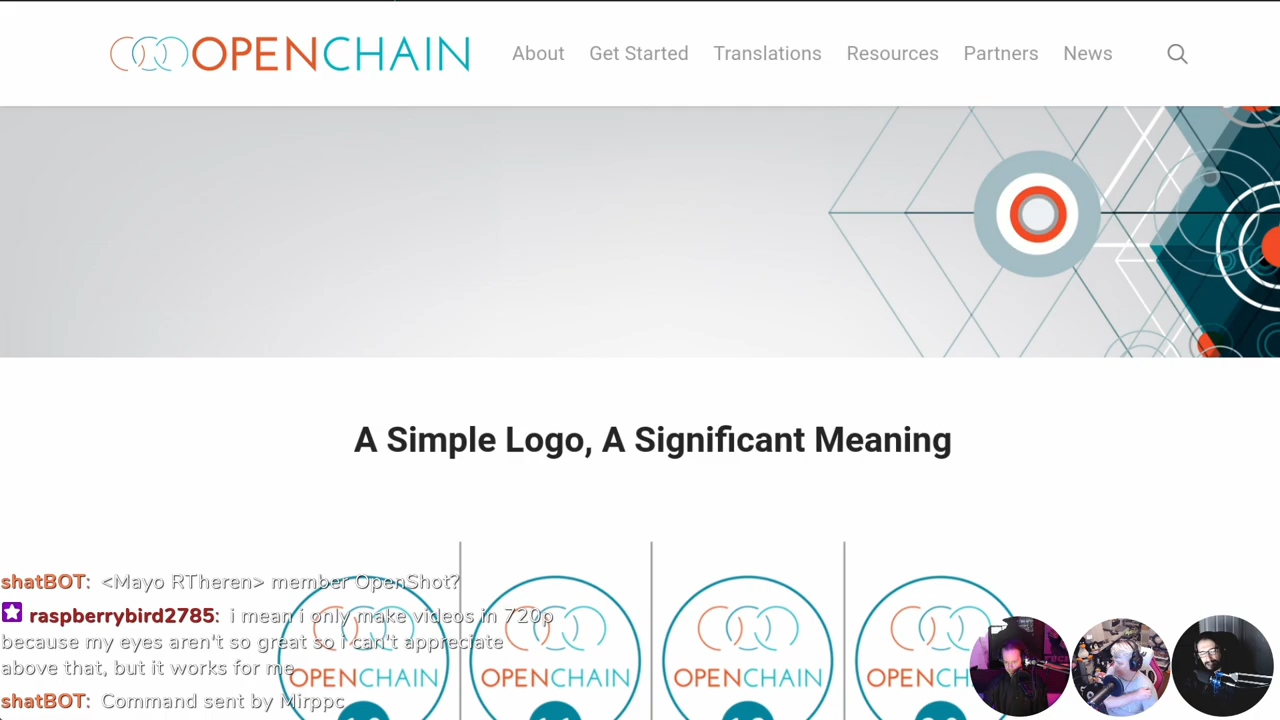 OPENCHAIN
About Get Started Translations Resources Partners News
A Simple Logo, A Significant Meaning
shatBOT: <Mayo RTheren> member OpenShot?
raspberrybird2785: i mean i only make videos in 720p
because my eyes aren't so great so i can't appreciate
above that, but it works for me
shatBOT: Command sent by Mirppc
OPENCHAIN
OPENCHAIN
OPENCHAIN
OPENCH